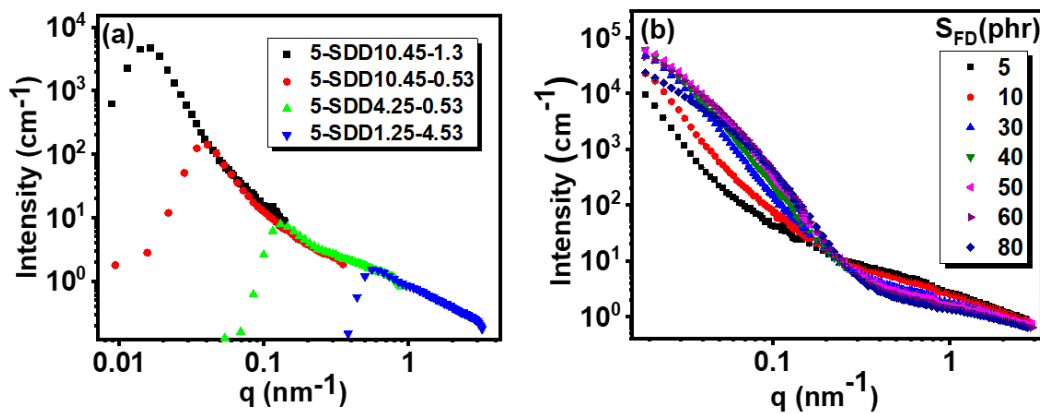 (a)
5-SDD10.45-1.3
5-SDD10.45-0.53
5-SDD4.25-0.53
5-SDD1.25-4.53
Intensity (cm⁻¹)
10⁴
10³
10²
10¹
10⁰
0.01
0.1
1
q (nm⁻¹)
(b)
S_FD(phr)
5
10
30
40
50
60
80
Intensity (cm⁻¹)
10⁵
10⁴
10³
10²
10¹
10⁰
0.1
1
q (nm⁻¹)